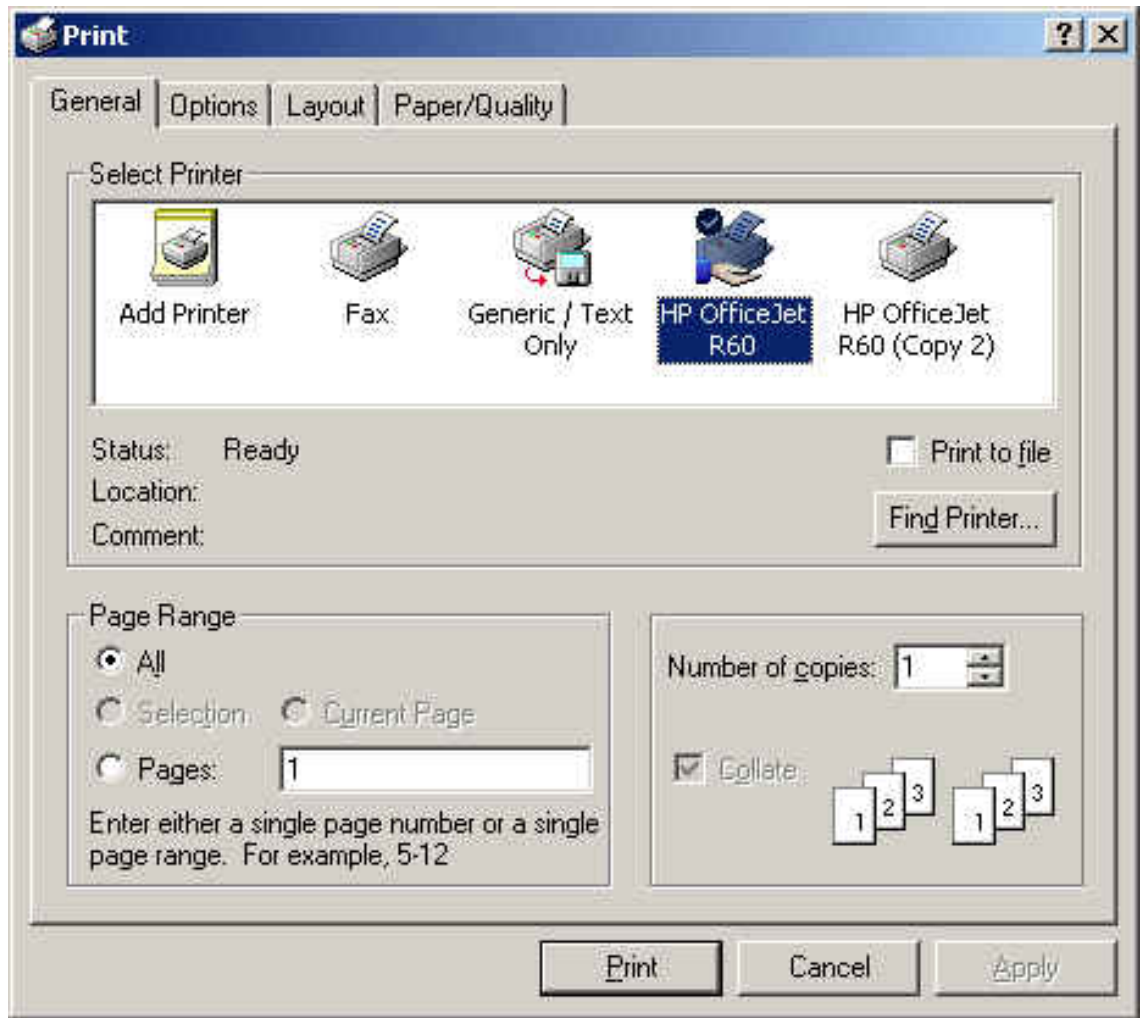 Print
General Options Layout Paper/Quality
Select Printer
Add Printer
Fax
Generic / Text
Only
HP OfficeJet
R60
HP OfficeJet
R60 (Copy 2)
Status: Ready
Print to file
Location:
Find Printer...
Comment:
Page Range
All
Selection Current Page
Pages: 1
Enter either a single page number or a single
page range. For example, 5-12
Number of copies: 1
Collate
1 2 3 1 2 3
Print Cancel Apply